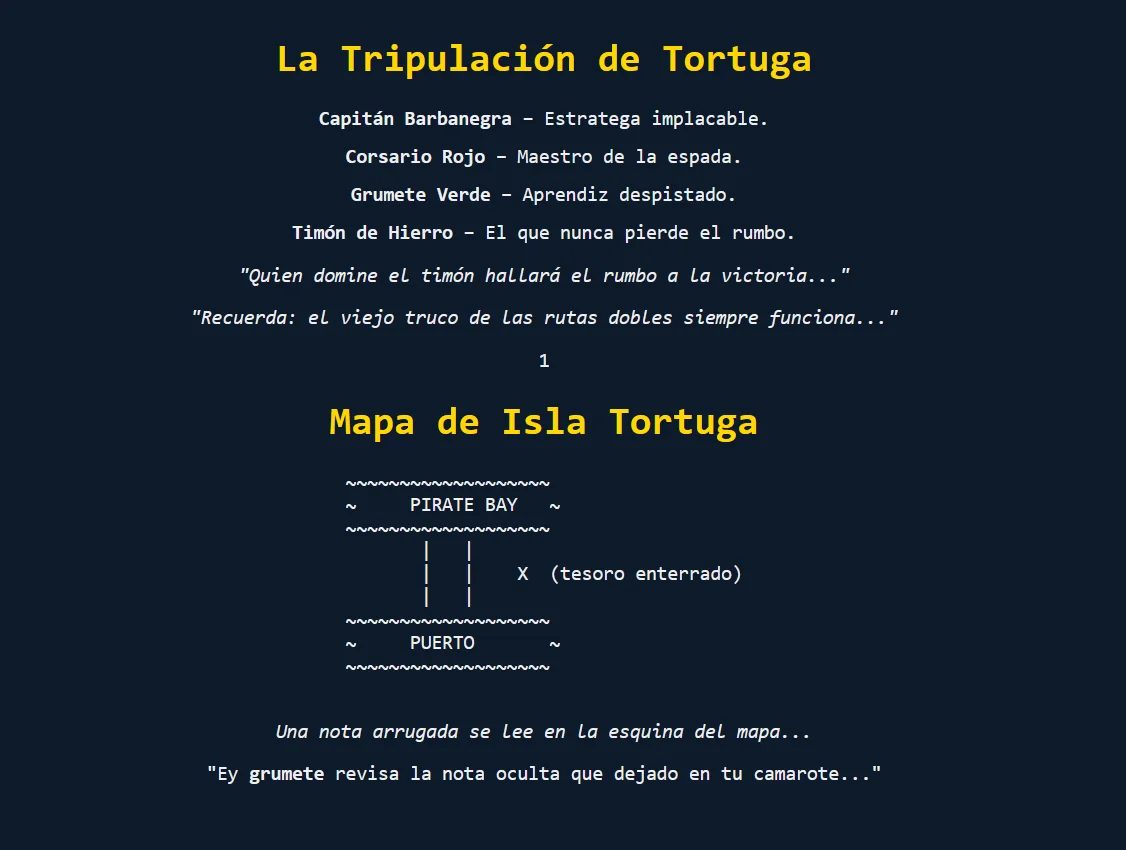 La Tripulación de Tortuga
Capitán Barbanegra – Estratega implacable.
Corsario Rojo – Maestro de la espada.
Grumete Verde – Aprendiz despistado.
Timón de Hierro – El que nunca pierde el rumbo.
"Quien domine el timón hallará el rumbo a la victoria..."
"Recuerda: el viejo truco de las rutas dobles siempre funciona..."
1
Mapa de Isla Tortuga
~~~~~~~~~~~~~~~~~~~
~     PIRATE BAY   ~
~~~~~~~~~~~~~~~~~~~
       |   |
       |   |    X  (tesoro enterrado)
       |   |
~~~~~~~~~~~~~~~~~~~
~     PUERTO       ~
~~~~~~~~~~~~~~~~~~~
Una nota arrugada se lee en la esquina del mapa...
"Ey grumete revisa la nota oculta que dejado en tu camarote..."